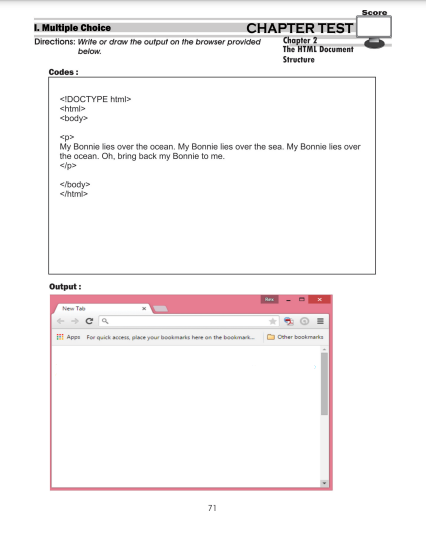 Score
I. Multiple Choice
CHAPTER TEST
Directions: Write or draw the output on the browser provided
below.
Chapter 2
The HTML Document
Structure
Codes :
<!DOCTYPE html>
<html>
<body>
<p>
My Bonnie lies over the ocean. My Bonnie lies over the sea. My Bonnie lies over
the ocean. Oh, bring back my Bonnie to me.
</p>
</body>
</html>
Output :
New Tab
Apps For quick access, place your bookmarks here on the bookmark... Other bookmarks
71